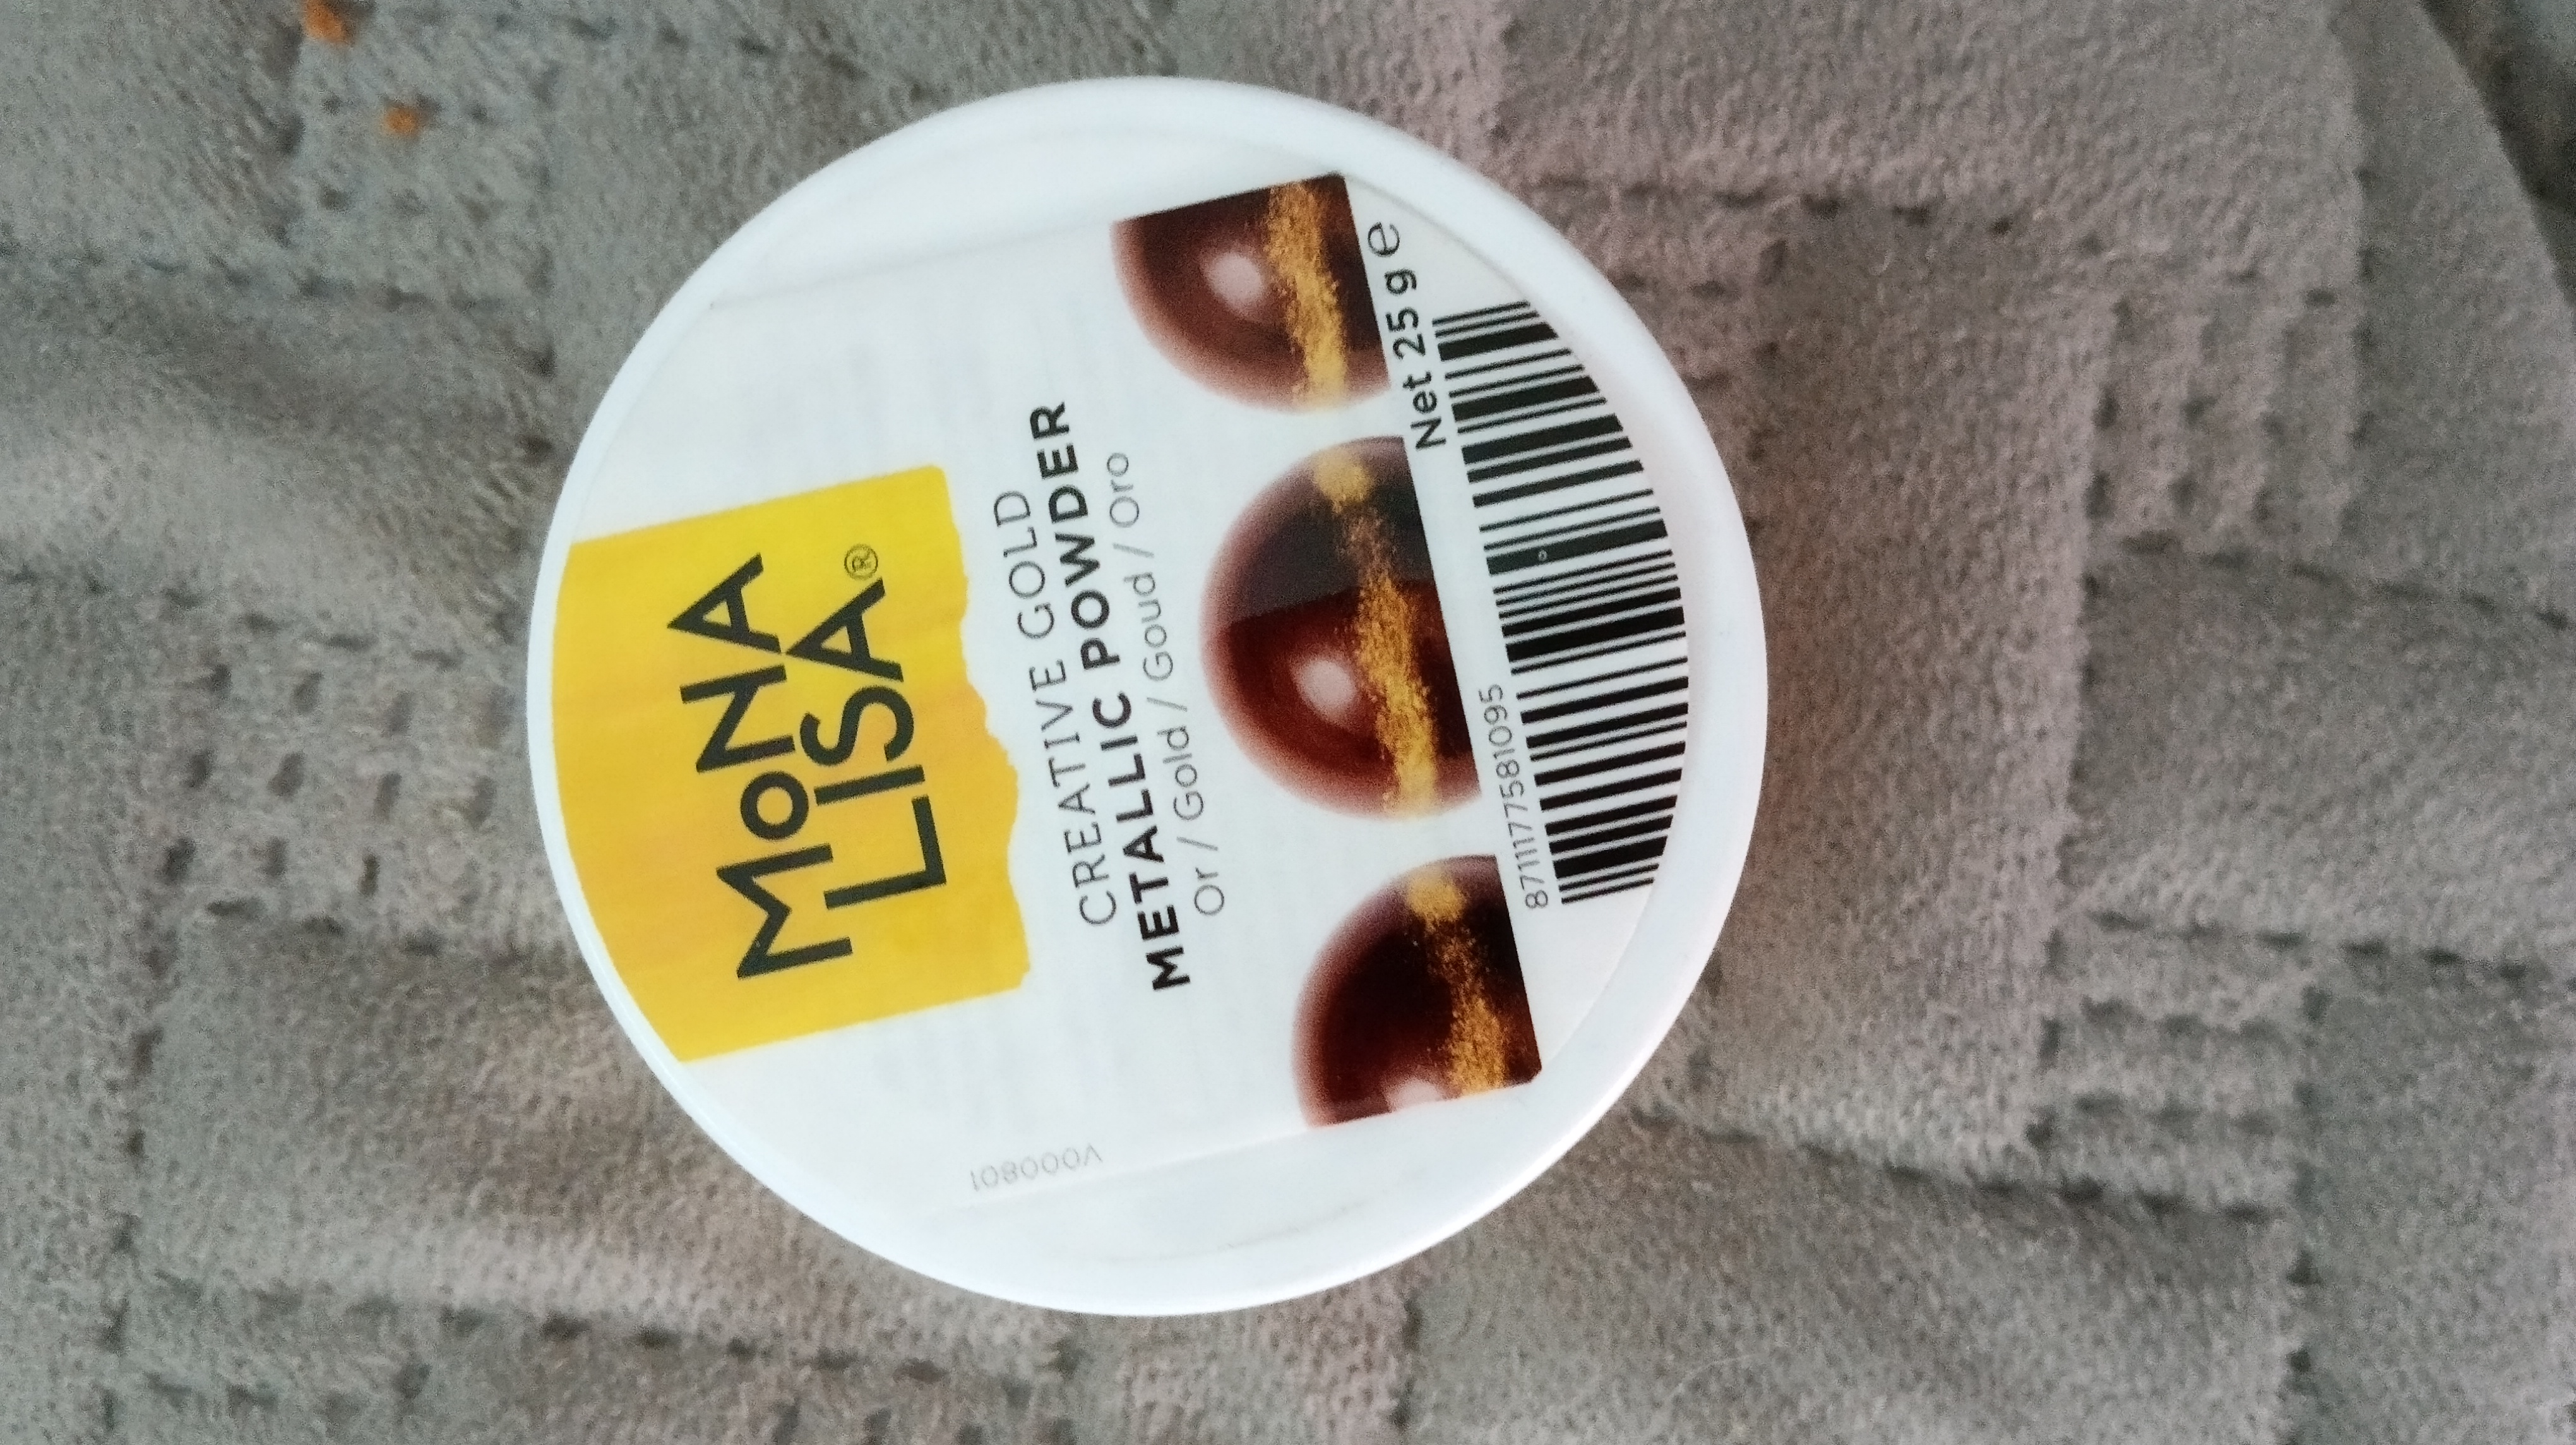 MoNA
LISA®
CREATIVE GOLD
METALLIC POWDER
Or / Gold / Goud / Oro
Net 25 g ℮
8711177581095
V000801